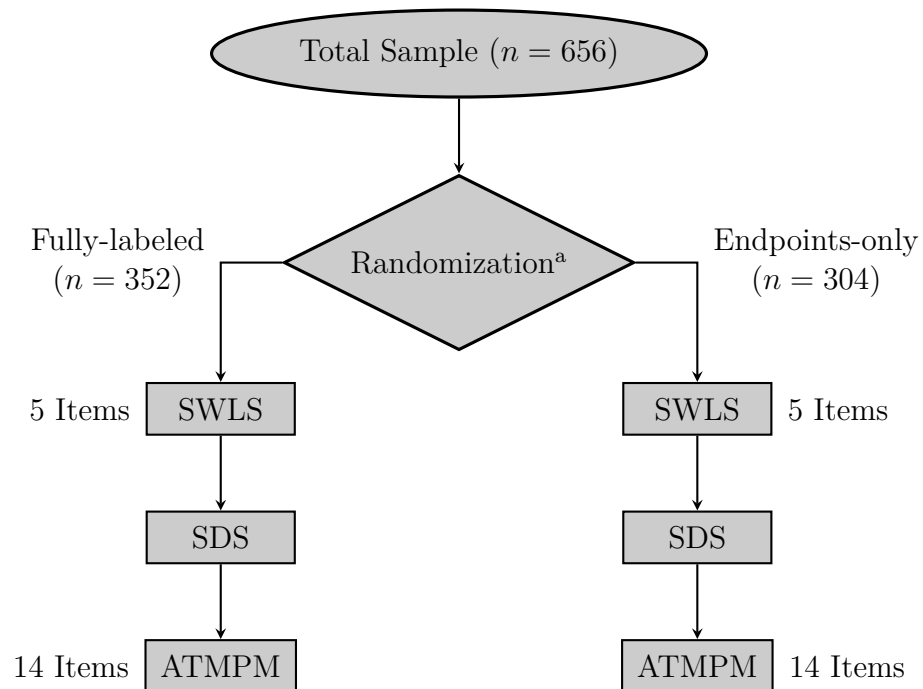 Total Sample (n = 656)
Randomizationᵃ
Fully-labeled
(n = 352)
Endpoints-only
(n = 304)
5 Items
SWLS
SWLS
5 Items
SDS
SDS
14 Items
ATMPM
ATMPM
14 Items